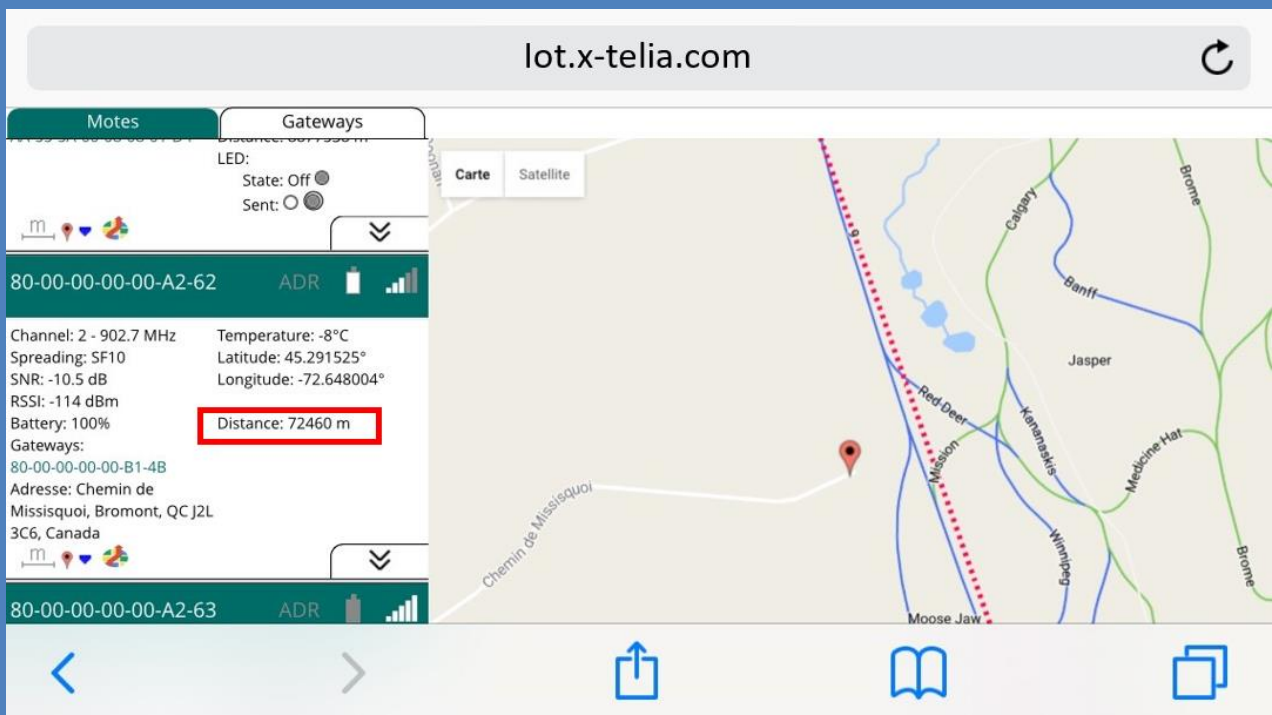 lot.x-telia.com
Motes
Gateways
LED:
State: Off
Sent:
m
80-00-00-00-00-A2-62 ADR
Channel: 2 - 902.7 MHz
Spreading: SF10
SNR: -10.5 dB
RSSI: -114 dBm
Battery: 100%
Gateways:
80-00-00-00-00-B1-4B
Adresse: Chemin de
Missisquoi, Bromont, QC J2L
3C6, Canada
Temperature: -8°C
Latitude: 45.291525°
Longitude: -72.648004°
Distance: 72460 m
m
80-00-00-00-00-A2-63 ADR
Carte
Satellite
9
Calgary
Brome
Banff
Jasper
Red Deer
Kananaskis
Mission
Medicine Hat
Chemin de Missisquoi
Winnipeg
Brome
Moose Jaw